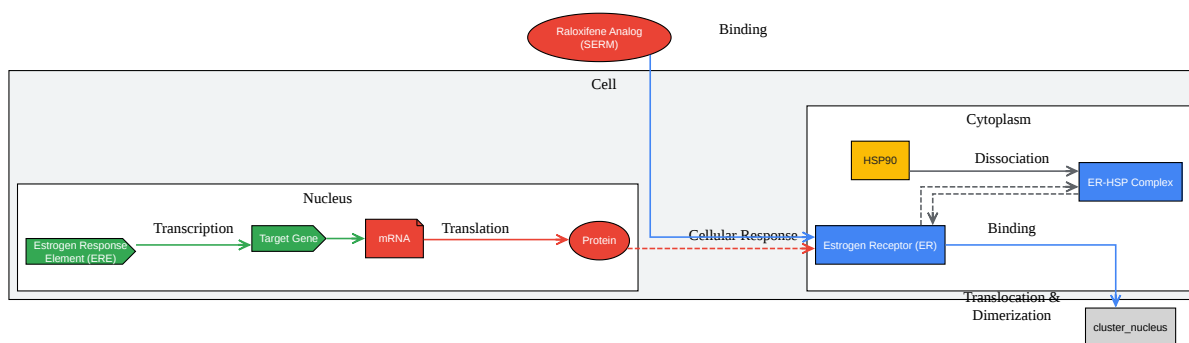 Raloxifene Analog
(SERM)
Binding
Cell
Cytoplasm
HSP90
Dissociation
ER-HSP Complex
Nucleus
Transcription
Estrogen Response
Element (ERE)
Target Gene
mRNA
Translation
Protein
Cellular Response
Estrogen Receptor (ER)
Binding
Translocation &
Dimerization
cluster_nucleus